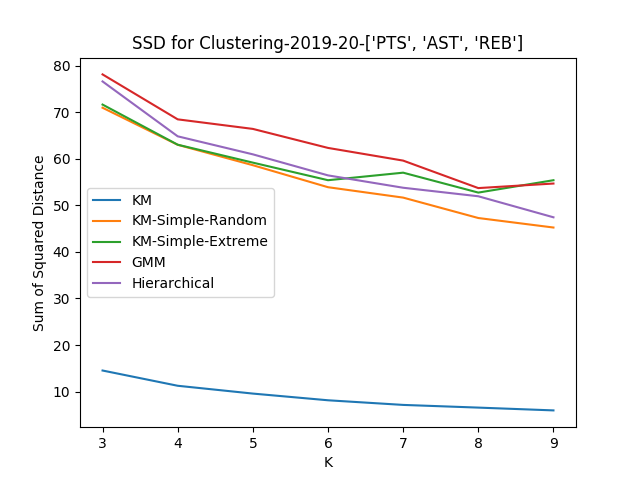 SSD for Clustering-2019-20-['PTS', 'AST', 'REB']
80
70
60
50
40
30
20
10
Sum of Squared Distance
KM
KM-Simple-Random
KM-Simple-Extreme
GMM
Hierarchical
3 4 5 6 7 8 9
K